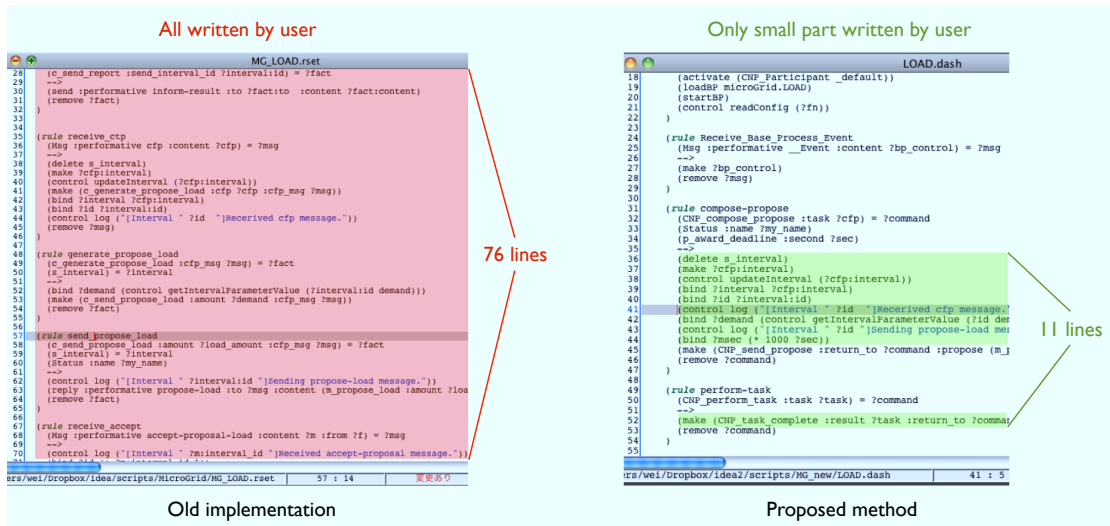 All written by user
Only small part written by user
MG_LOAD.rset
28 (c_send_report :send_interval_id ?interval:id) = ?fact
29 -->
30 (send :performative inform-result :to ?fact:to :content ?fact:content)
31 (remove ?fact)
32 )
33
34
35 (rule receive_ctp
36 (Msg :performative cfp :content ?cfp) = ?msg
37 -->
38 (delete s_interval)
39 (make ?cfp:interval)
40 (control updateInterval (?cfp:interval))
41 (make (c_generate_propose_load :cfp ?cfp :cfp_msg ?msg))
42 (bind ?interval ?cfp:interval)
43 (bind ?id ?interval:id)
44 (control log ("[Interval " ?id "]Recerived cfp message."))
45 (remove ?msg)
46 )
47
48 (rule generate_propose_load
49 (c_generate_propose_load :cfp_msg ?msg) = ?fact
50 (s_interval) = ?interval
51 -->
52 (bind ?demand (control getIntervalParameterValue (?interval:id demand)))
53 (make (c_send_propose_load :amount ?demand :cfp_msg ?msg))
54 (remove ?fact)
55 )
56
57 (rule send_propose_load
58 (c_send_propose_load :amount ?load_amount :cfp_msg ?msg) = ?fact
59 (s_interval) = ?interval
60 (Status :name ?my_name)
61 -->
62 (control log ("[Interval " ?interval:id "]Sending propose-load message."))
63 (reply :performative propose-load :to ?msg :content (m_propose_load :amount ?loa
64 (remove ?fact)
65 )
66
67 (rule receive_accept
68 (Msg :performative accept-proposal-load :content ?m :from ?f) = ?msg
69 -->
70 (control log ("[Interval " ?m:interval_id "]Received accept-proposal message."))
ers/wei/Dropbox/idea/scripts/MicroGrid/MG_LOAD.rset 57 : 14 変更あり
76 lines
Old implementation
LOAD.dash
18 (activate (CNP_Participant _default))
19 (loadBP microGrid.LOAD)
20 (startBP)
21 (control readConfig (?fn))
22 )
23
24 (rule Receive_Base_Process_Event
25 (Msg :performative __Event :content ?bp_control) = ?msg
26 -->
27 (make ?bp_control)
28 (remove ?msg)
29 )
30
31 (rule compose-propose
32 (CNP_compose_propose :task ?cfp) = ?command
33 (Status :name ?my_name)
34 (p_award_deadline :second ?sec)
35 -->
36 (delete s_interval)
37 (make ?cfp:interval)
38 (control updateInterval (?cfp:interval))
39 (bind ?interval ?cfp:interval)
40 (bind ?id ?interval:id)
41 (control log ("[Interval " ?id "]Recerived cfp message."
42 (bind ?demand (control getIntervalParameterValue (?id dem
43 (control log ("[Interval " ?id "]Sending propose-load mes
44 (bind ?msec (* 1000 ?sec))
45 (make (CNP_send_propose :return_to ?command :propose (m_p
46 (remove ?command)
47 )
48
49 (rule perform-task
50 (CNP_perform_task :task ?task) = ?command
51 -->
52 (make (CNP_task_complete :result ?task :return_to ?comman
53 (remove ?command)
54 )
55
ers/wei/Dropbox/idea2/scripts/MG_new/LOAD.dash 41 : 5
11 lines
Proposed method